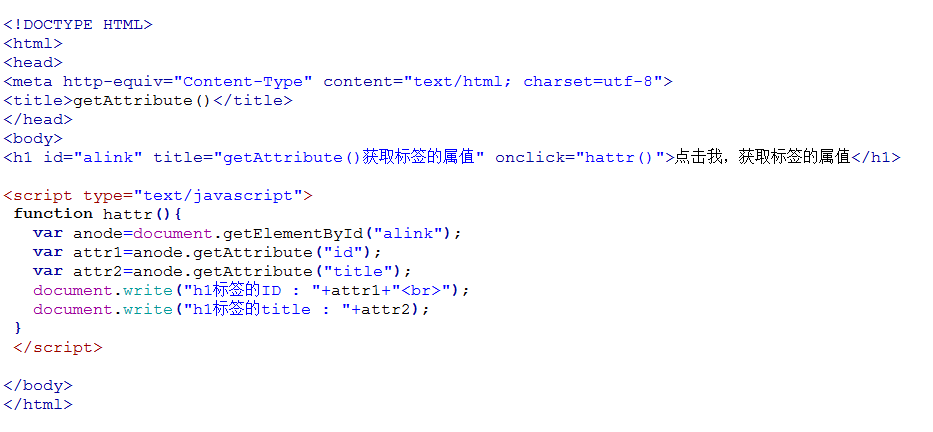 <!DOCTYPE HTML>
<html>
<head>
<meta http-equiv="Content-Type" content="text/html; charset=utf-8">
<title>getAttribute()</title>
</head>
<body>
<h1 id="alink" title="getAttribute()获取标签的属值" onclick="hattr()">点击我，获取标签的属值</h1>
<script type="text/javascript">
function hattr(){
var anode=document.getElementById("alink");
var attr1=anode.getAttribute("id");
var attr2=anode.getAttribute("title");
document.write("h1标签的ID : "+attr1+"<br>");
document.write("h1标签的title : "+attr2);
}
</script>
</body>
</html>